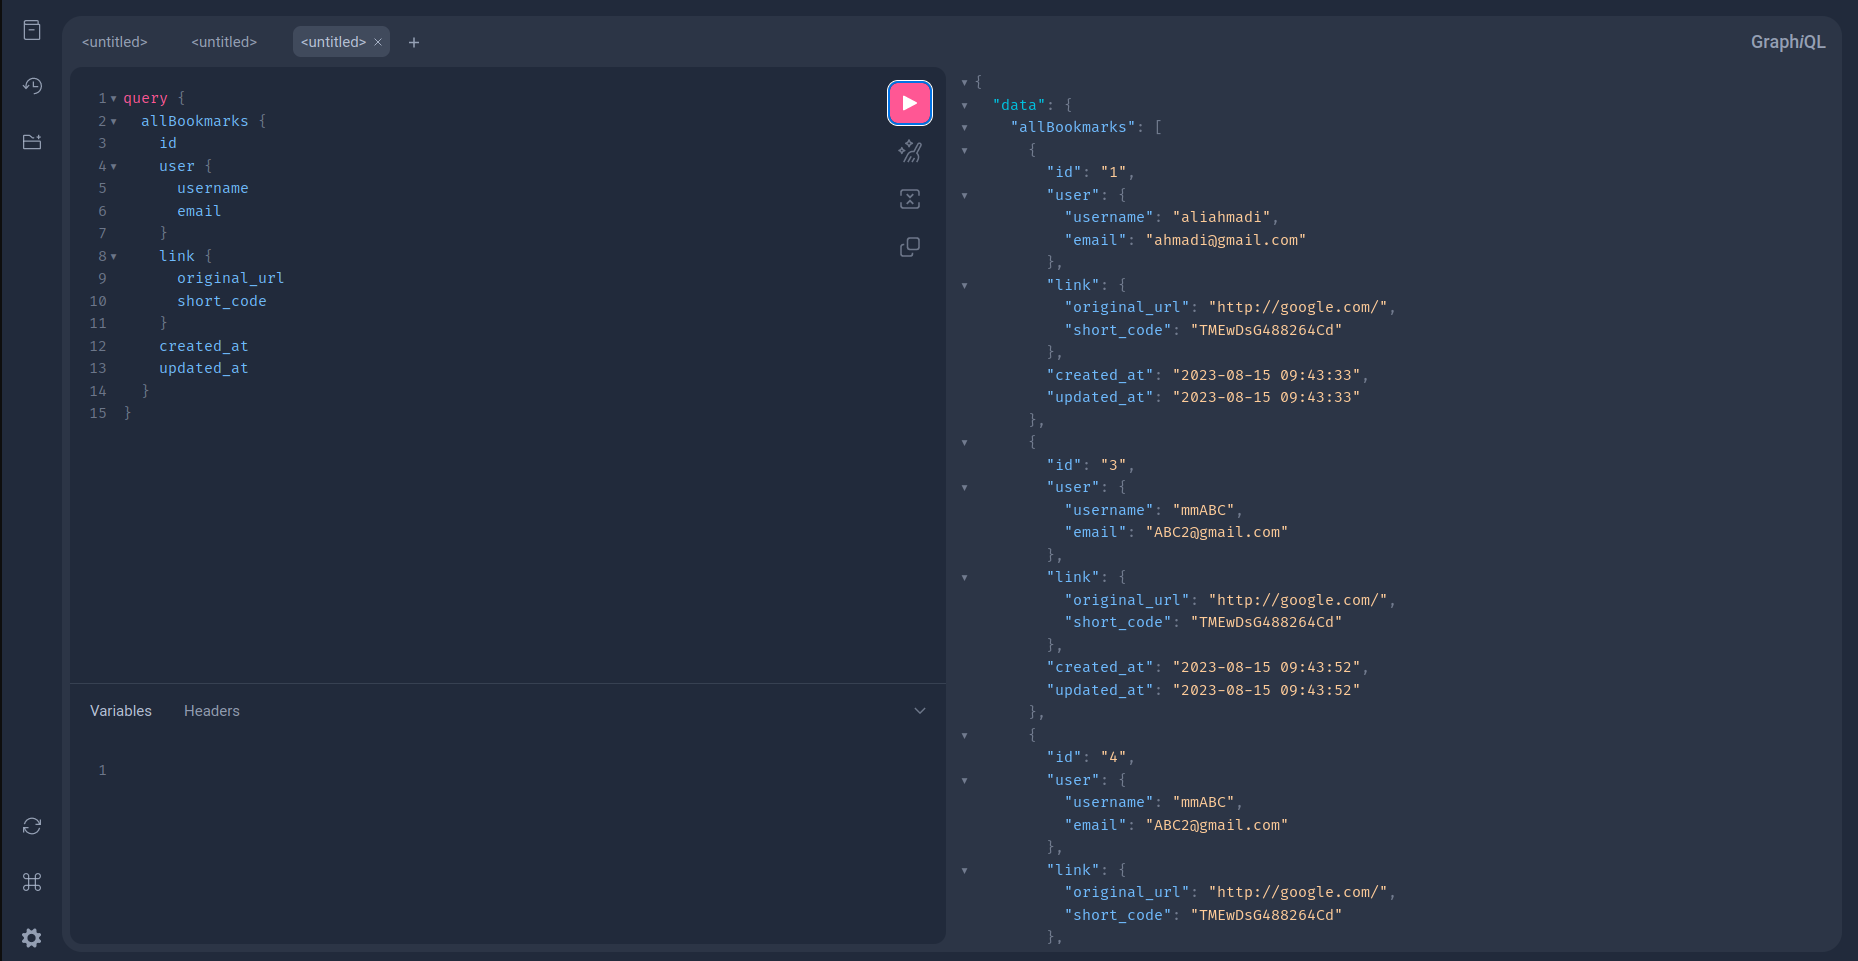 <untitled> <untitled> <untitled> × +
GraphiQL
1 query {
2 allBookmarks {
3 id
4 user {
5 username
6 email
7 }
8 link {
9 original_url
10 short_code
11 }
12 created_at
13 updated_at
14 }
15 }
Variables Headers
1
{
"data": {
"allBookmarks": [
{
"id": "1",
"user": {
"username": "aliahmadi",
"email": "ahmadi@gmail.com"
},
"link": {
"original_url": "http://google.com/",
"short_code": "TMEwDsG488264Cd"
},
"created_at": "2023-08-15 09:43:33",
"updated_at": "2023-08-15 09:43:33"
},
{
"id": "3",
"user": {
"username": "mmABC",
"email": "ABC2@gmail.com"
},
"link": {
"original_url": "http://google.com/",
"short_code": "TMEwDsG488264Cd"
},
"created_at": "2023-08-15 09:43:52",
"updated_at": "2023-08-15 09:43:52"
},
{
"id": "4",
"user": {
"username": "mmABC",
"email": "ABC2@gmail.com"
},
"link": {
"original_url": "http://google.com/",
"short_code": "TMEwDsG488264Cd"
},